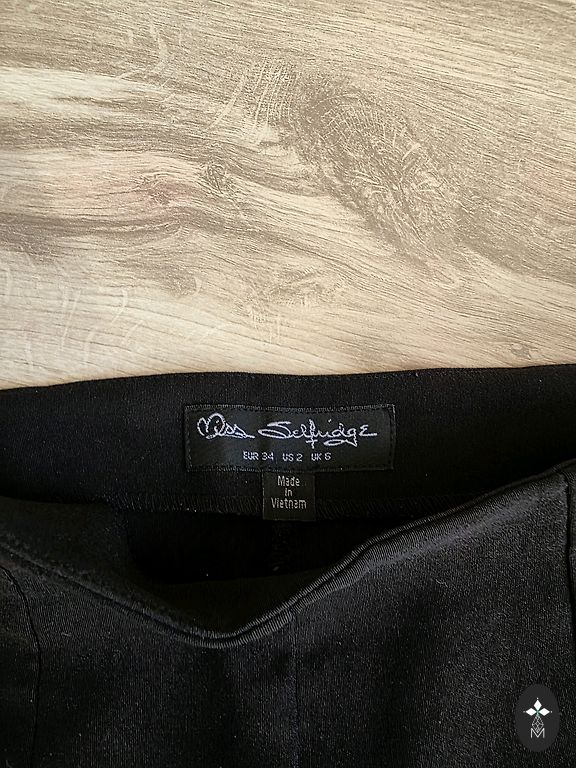 Miss Selfridge
EUR 34 US 2 UK 6
Made
in
Vietnam
M